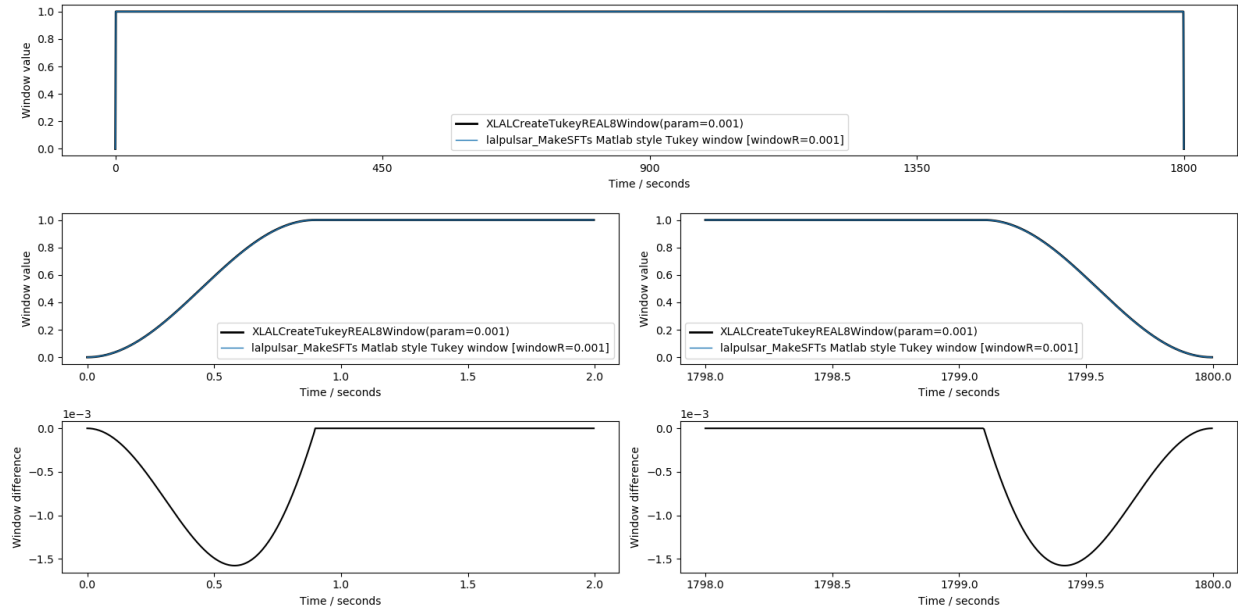 1.0
0.8
0.6
0.4
0.2
0.0
Window value
XLALCreateTukeyREAL8Window(param=0.001)
lalpulsar_MakeSFTs Matlab style Tukey window [windowR=0.001]
0 450 900 1350 1800
Time / seconds
1.0
0.8
0.6
0.4
0.2
0.0
Window value
XLALCreateTukeyREAL8Window(param=0.001)
lalpulsar_MakeSFTs Matlab style Tukey window [windowR=0.001]
0.0 0.5 1.0 1.5 2.0
Time / seconds
1.0
0.8
0.6
0.4
0.2
0.0
Window value
XLALCreateTukeyREAL8Window(param=0.001)
lalpulsar_MakeSFTs Matlab style Tukey window [windowR=0.001]
1798.0 1798.5 1799.0 1799.5 1800.0
Time / seconds
1e−3
0.0
−0.5
−1.0
−1.5
Window difference
0.0 0.5 1.0 1.5 2.0
Time / seconds
1e−3
0.0
−0.5
−1.0
−1.5
Window difference
1798.0 1798.5 1799.0 1799.5 1800.0
Time / seconds